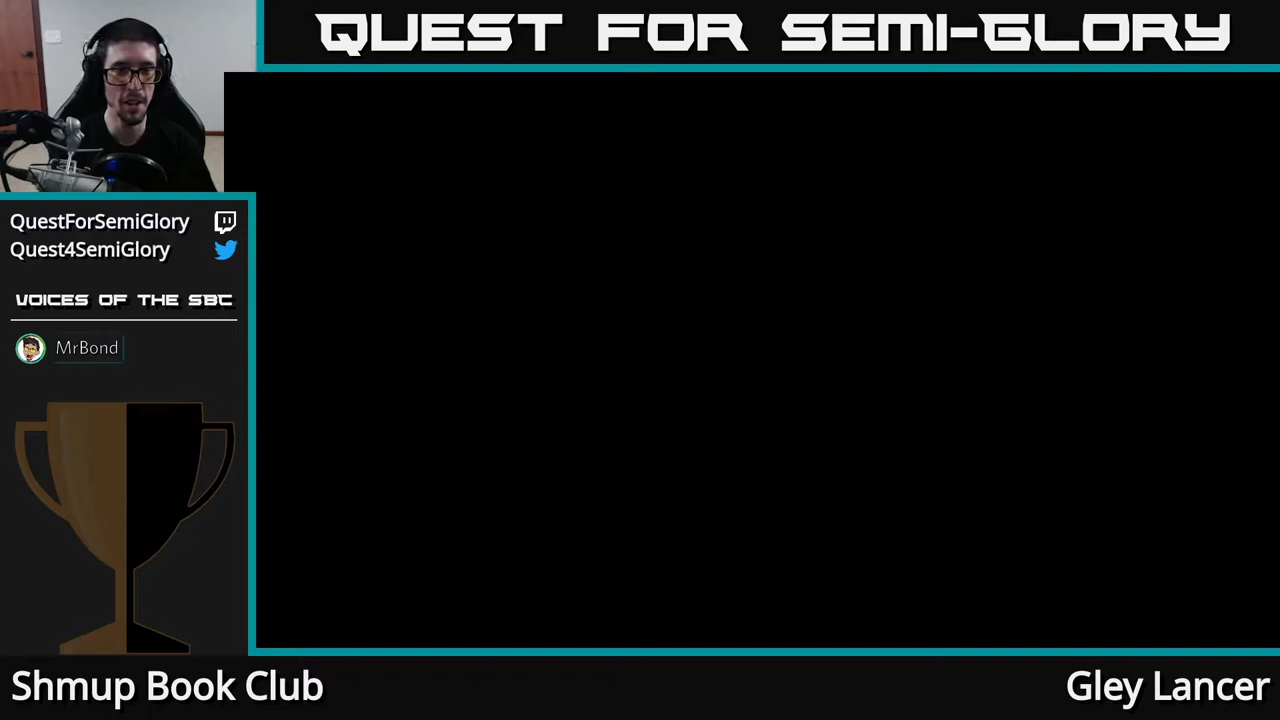 QUEST FOR SEMI-GLORY
QuestForSemiGlory
Quest4SemiGlory
VOICES OF THE SBC
MrBond
Shmup Book Club
Gley Lancer